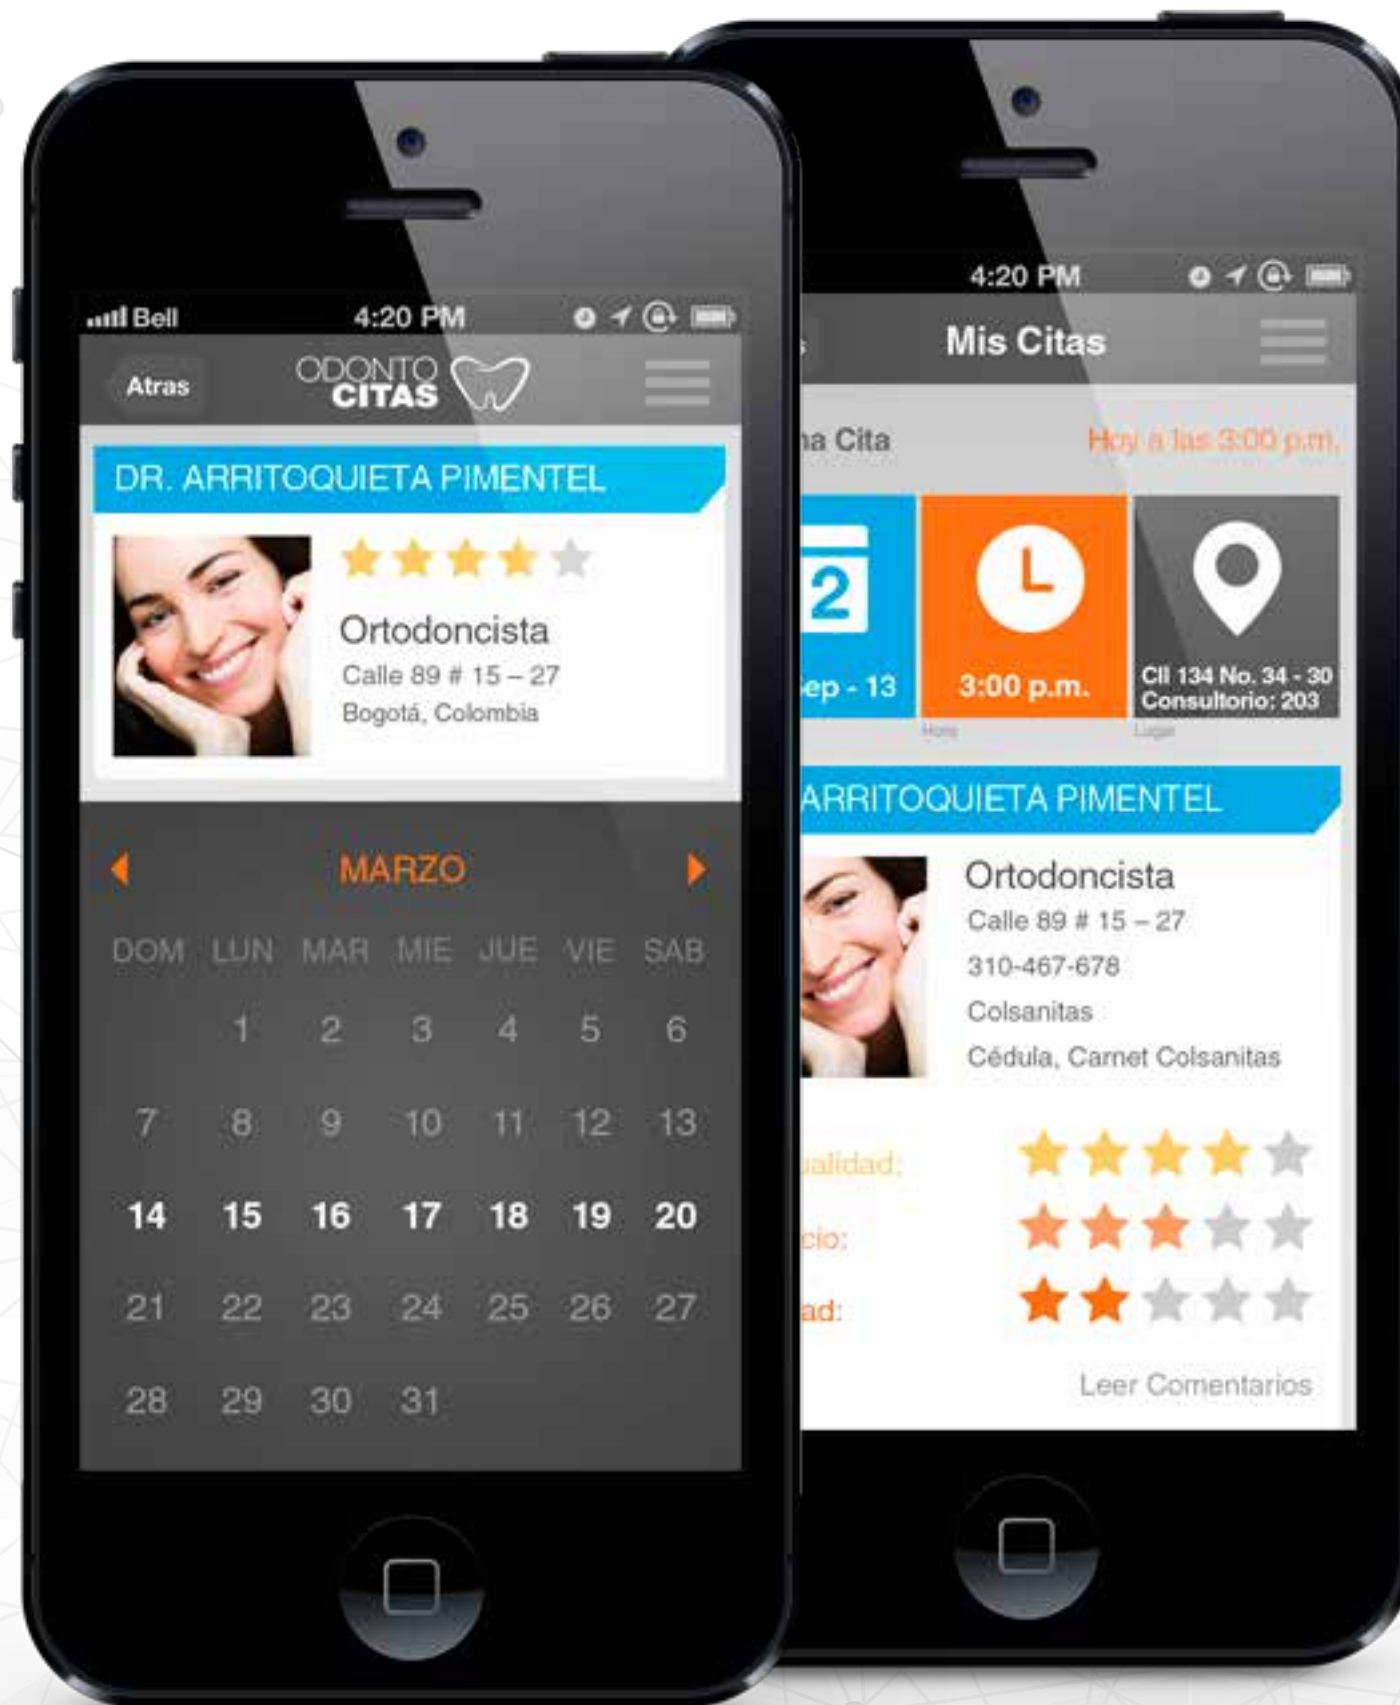 Bell 4:20 PM
Atras ODONTO CITAS
DR. ARRITOQUIETA PIMENTEL
Ortodoncista
Calle 89 # 15 – 27
Bogotá, Colombia
MARZO
DOM LUN MAR MIE JUE VIE SAB
1 2 3 4 5 6
7 8 9 10 11 12 13
14 15 16 17 18 19 20
21 22 23 24 25 26 27
28 29 30 31
4:20 PM
Mis Citas
Cita Hoy a las 3:00 p.m.
2
- 13
3:00 p.m.
Cll 134 No. 34 - 30
Consultorio: 203
Hora Lugar
ARRITOQUIETA PIMENTEL
Ortodoncista
Calle 89 # 15 – 27
310-467-678
Colsanitas
Cédula, Carnet Colsanitas
Leer Comentarios